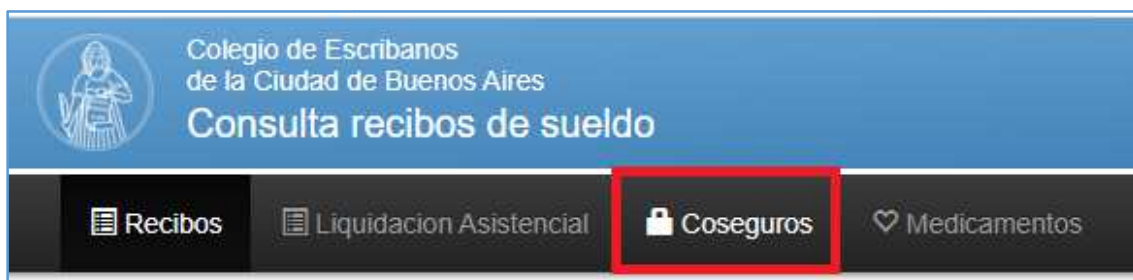 Colegio de Escribanos
de la Ciudad de Buenos Aires
Consulta recibos de sueldo
Recibos Liquidacion Asistencial Coseguros Medicamentos